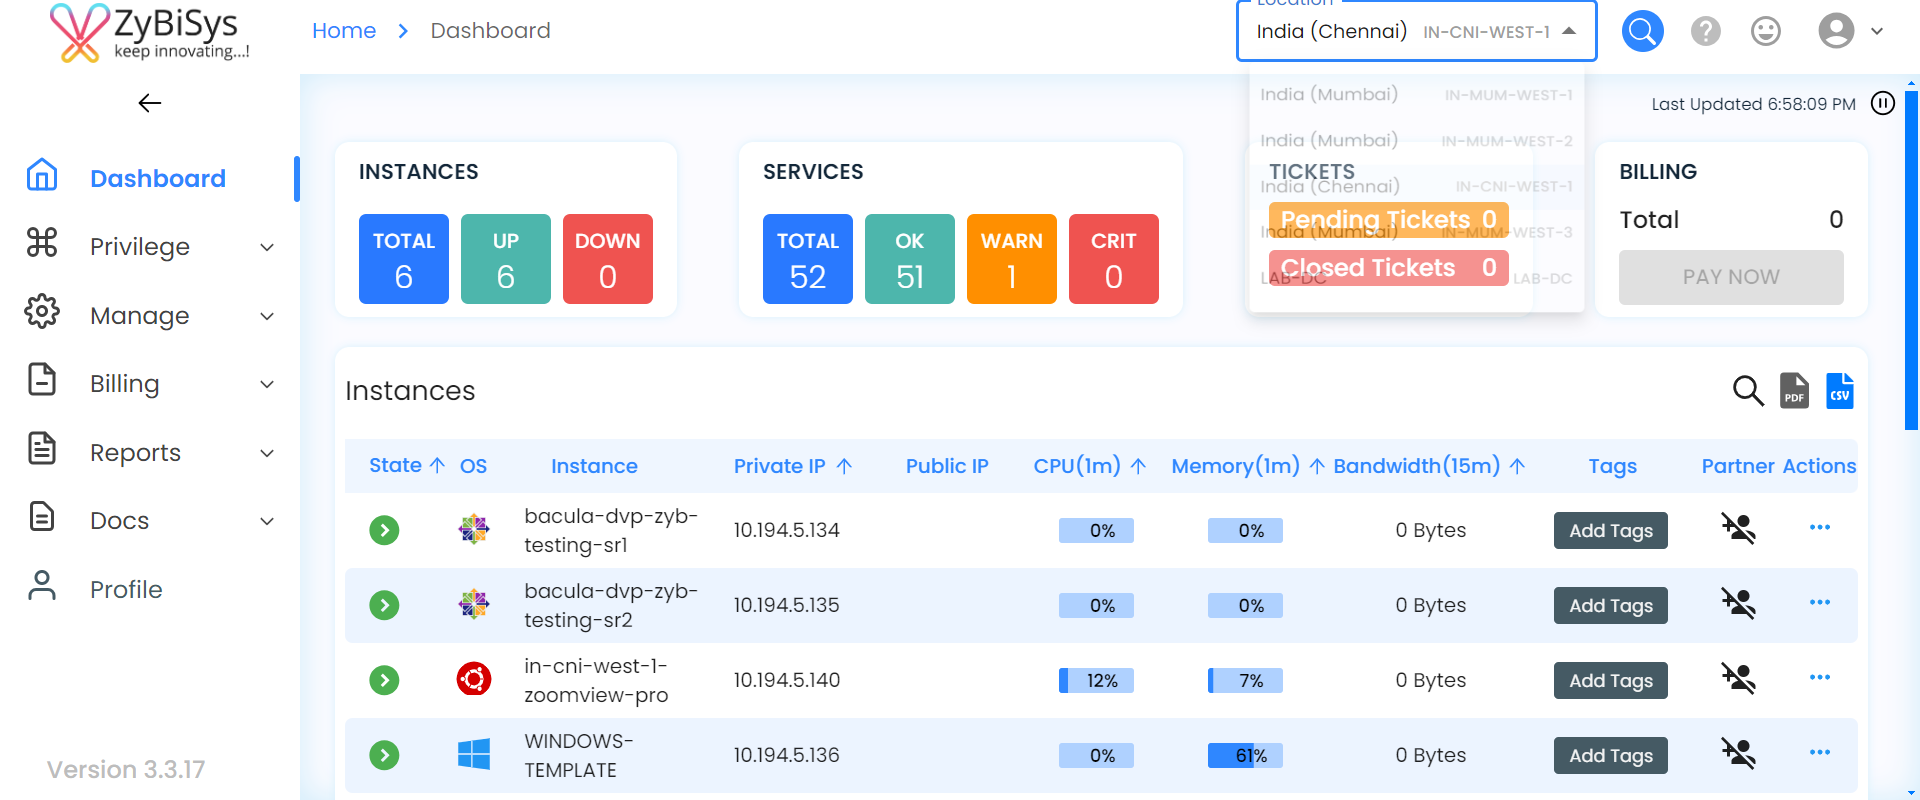 ZyBiSys
keep innovating...!
Home > Dashboard
Location
India (Chennai) IN-CNI-WEST-1
India (Mumbai) IN-MUM-WEST-1
India (Mumbai) IN-MUM-WEST-2
India (Chennai) IN-CNI-WEST-1
India (Mumbai) IN-MUM-WEST-3
LAB-DC LAB-DC
Last Updated 6:58:09 PM
Dashboard
Privilege
Manage
Billing
Reports
Docs
Profile
Version 3.3.17
INSTANCES
TOTAL UP DOWN
6 6 0
SERVICES
TOTAL OK WARN CRIT
52 51 1 0
TICKETS
Pending Tickets 0
Closed Tickets 0
BILLING
Total 0
PAY NOW
Instances
PDF CSV
State OS Instance Private IP Public IP CPU(1m) Memory(1m) Bandwidth(15m) Tags Partner Actions
bacula-dvp-zyb-
testing-sr1 10.194.5.134 0% 0% 0 Bytes Add Tags
bacula-dvp-zyb-
testing-sr2 10.194.5.135 0% 0% 0 Bytes Add Tags
in-cni-west-1-
zoomview-pro 10.194.5.140 12% 7% 0 Bytes Add Tags
WINDOWS-
TEMPLATE 10.194.5.136 0% 61% 0 Bytes Add Tags